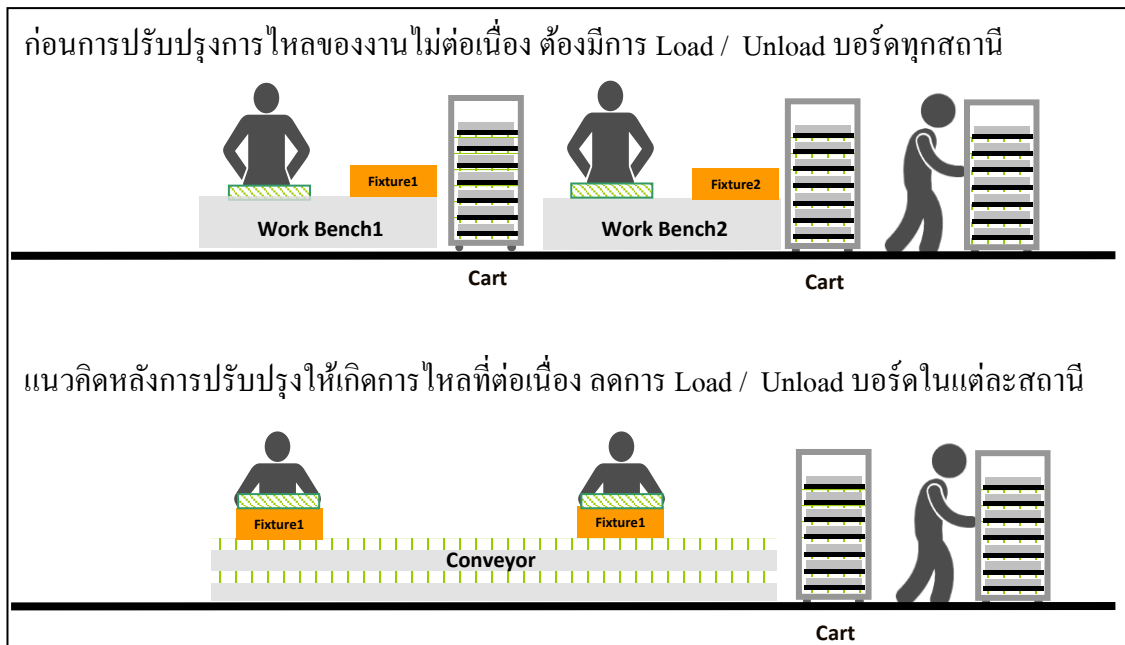 ก่อนการปรับปรุงการไหลของงานไม่ต่อเนื่อง ต้องมีการ Load / Unload บอร์ดทุกสถานี
Fixture1
Fixture2
Work Bench1
Work Bench2
Cart
Cart
แนวคิดหลังการปรับปรุงให้เกิดการไหลที่ต่อเนื่อง ลดการ Load / Unload บอร์ดในแต่ละสถานี
Fixture1
Fixture1
Conveyor
Cart